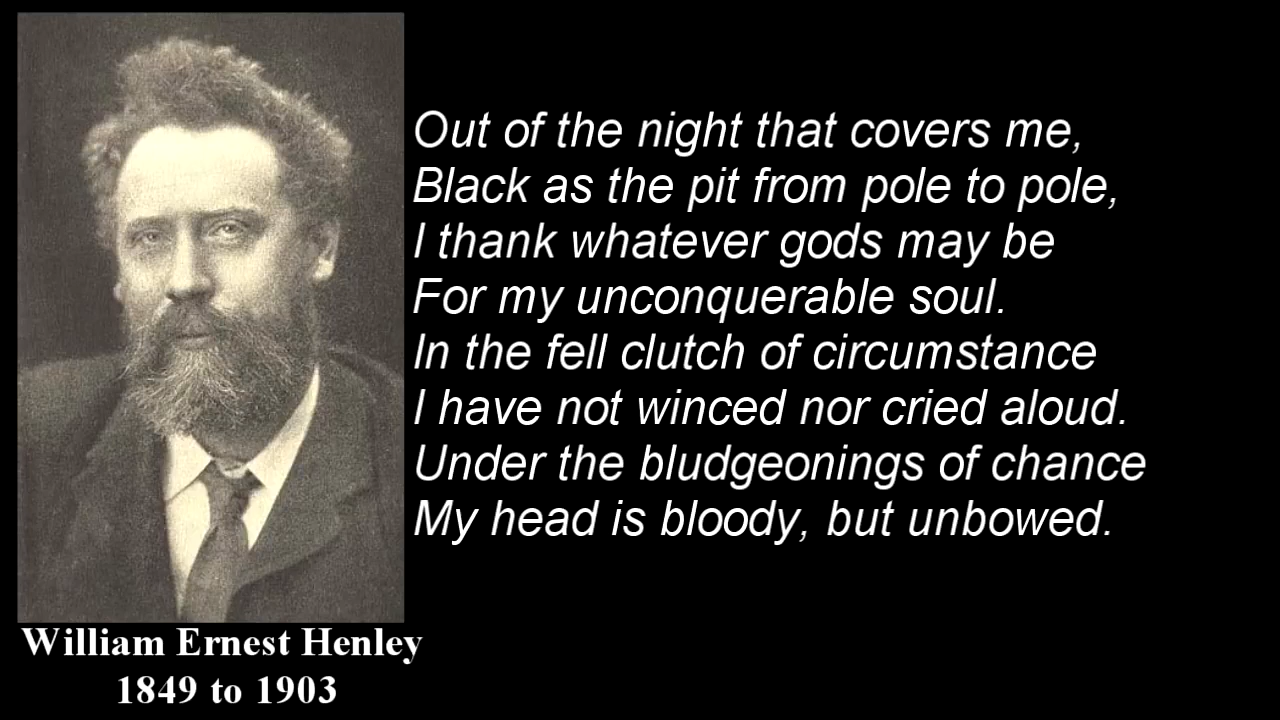 Out of the night that covers me,
Black as the pit from pole to pole,
I thank whatever gods may be
For my unconquerable soul.
In the fell clutch of circumstance
I have not winced nor cried aloud.
Under the bludgeonings of chance
My head is bloody, but unbowed.
William Ernest Henley
1849 to 1903